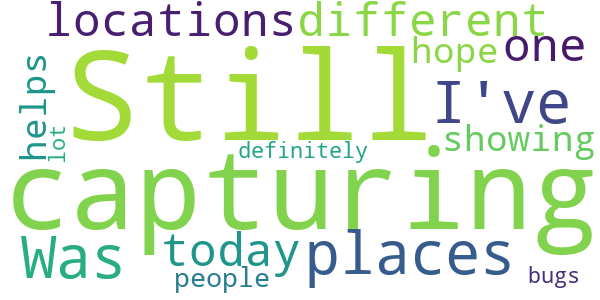 locations different
hope one
Still
helps
lot
I've
showing
definitely
capturing
Was today places
people
bugs